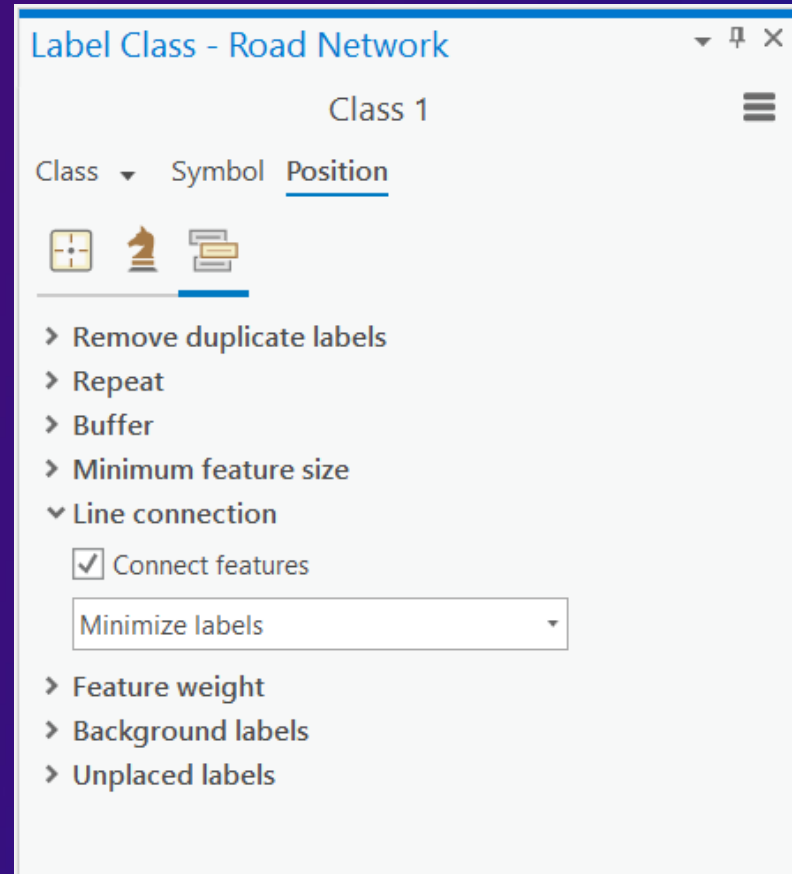 Label Class - Road Network
Class 1
Class Symbol Position
Remove duplicate labels
Repeat
Buffer
Minimum feature size
Line connection
Connect features
Minimize labels
Feature weight
Background labels
Unplaced labels